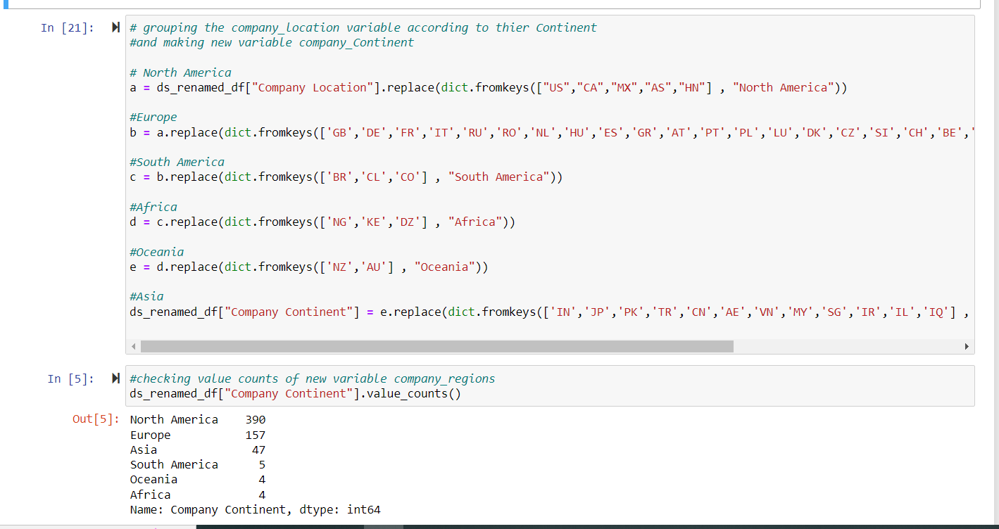 In [21]:
# grouping the company_location variable according to thier Continent
#and making new variable company_Continent
# North America
a = ds_renamed_df["Company Location"].replace(dict.fromkeys(["US","CA","MX","AS","HN"] , "North America"))
#Europe
b = a.replace(dict.fromkeys(['GB','DE','FR','IT','RU','RO','NL','HU','ES','GR','AT','PT','PL','LU','DK','CZ','SI','CH','BE','
#South America
c = b.replace(dict.fromkeys(['BR','CL','CO'] , "South America"))
#Africa
d = c.replace(dict.fromkeys(['NG','KE','DZ'] , "Africa"))
#Oceania
e = d.replace(dict.fromkeys(['NZ','AU'] , "Oceania"))
#Asia
ds_renamed_df["Company Continent"] = e.replace(dict.fromkeys(['IN','JP','PK','TR','CN','AE','VN','MY','SG','IR','IL','IQ'] ,
In [5]:
#checking value counts of new variable company_regions
ds_renamed_df["Company Continent"].value_counts()
Out[5]:
North America    390
Europe           157
Asia              47
South America      5
Oceania            4
Africa             4
Name: Company Continent, dtype: int64